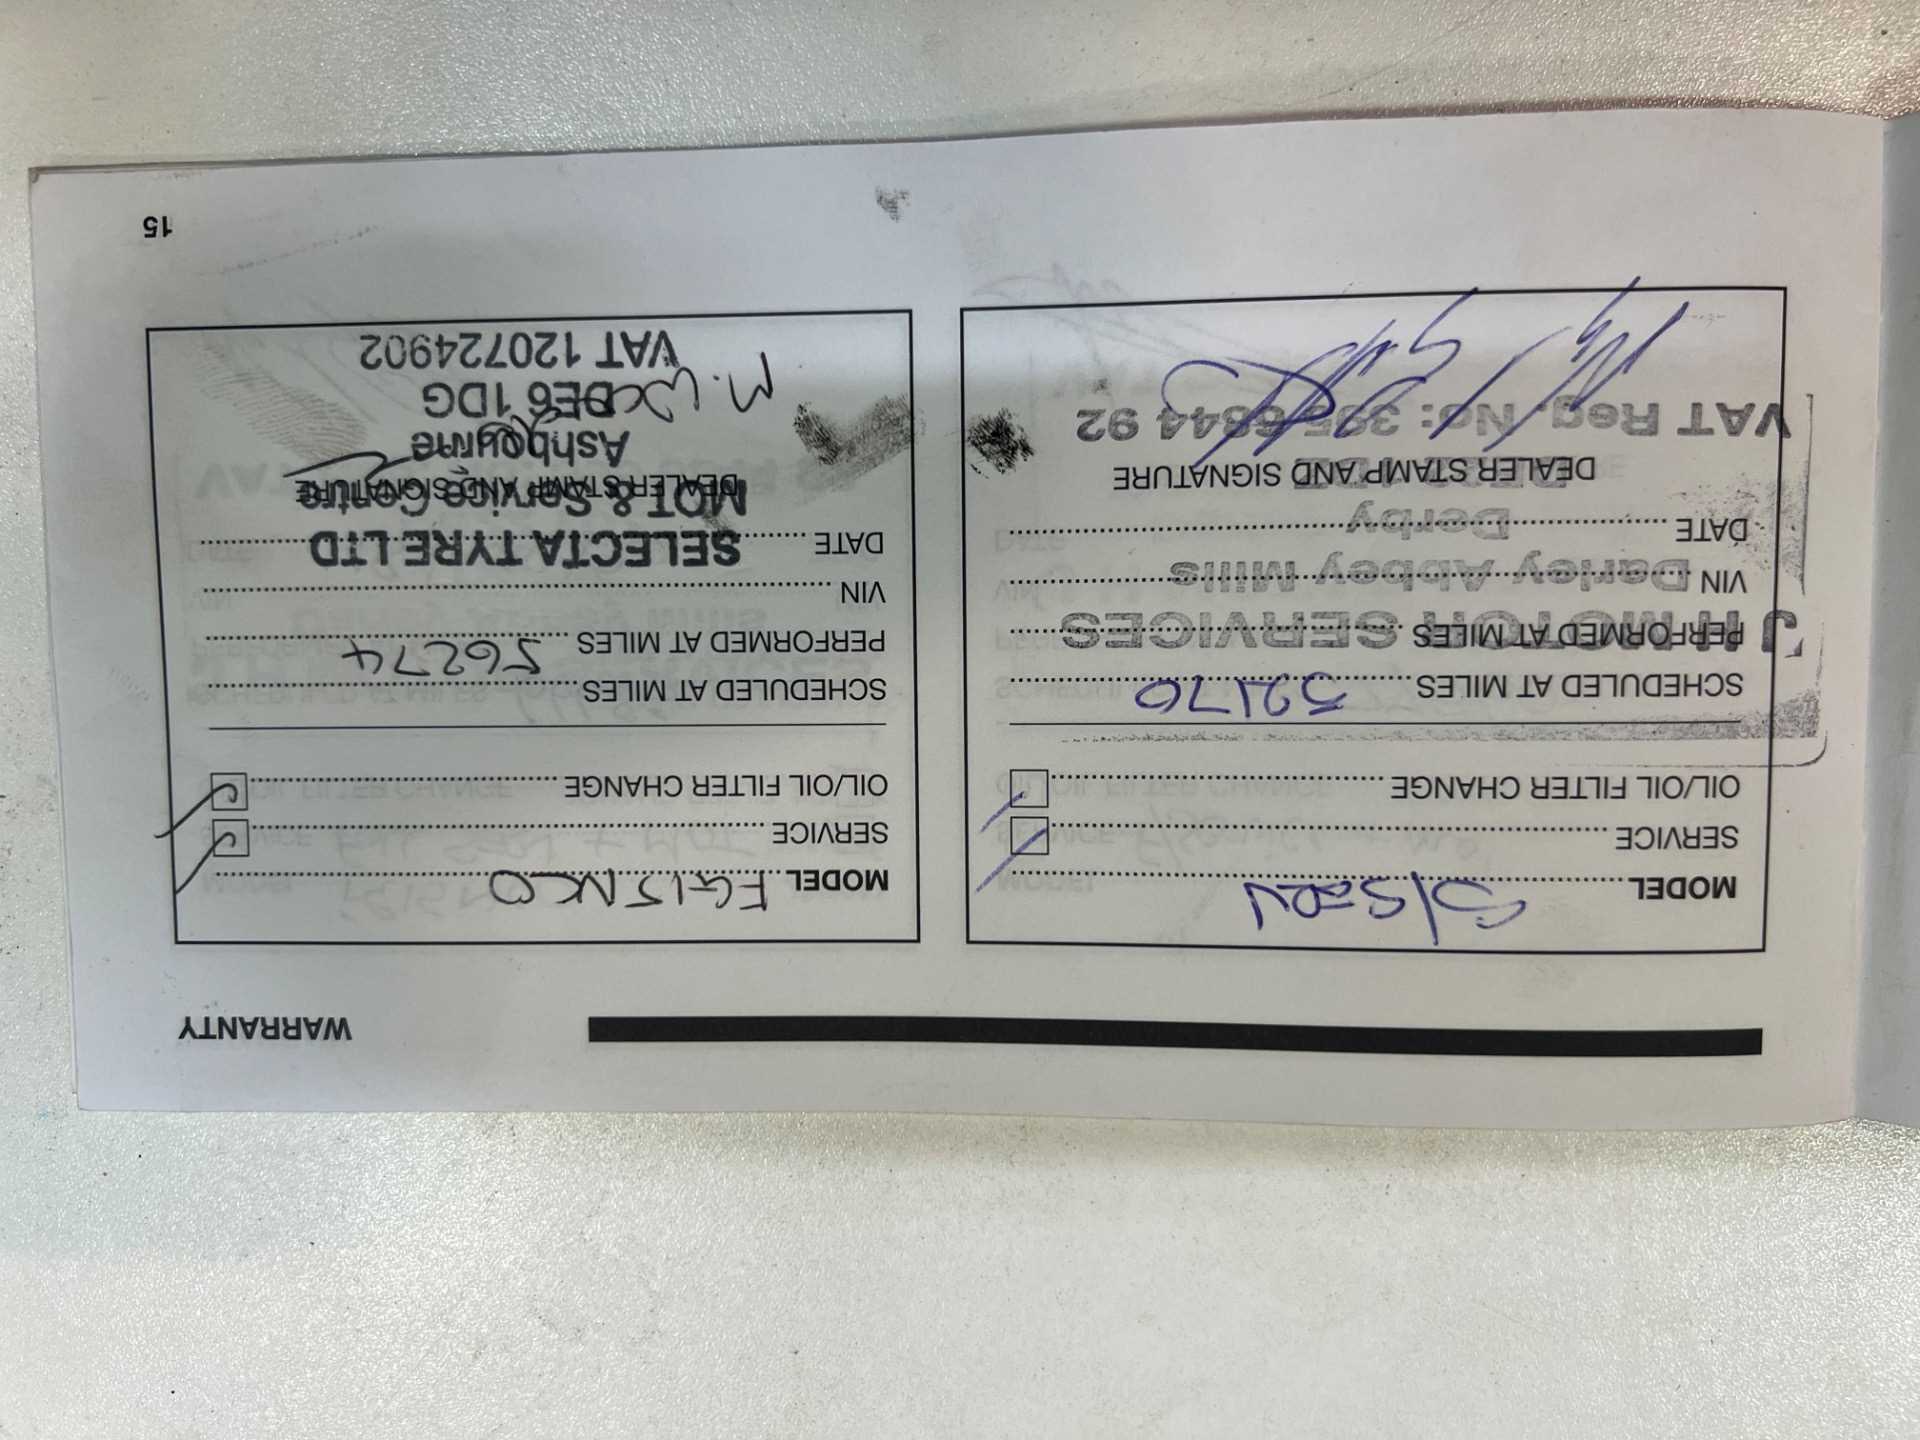 WARRANTY
MODEL S/SERV
SERVICE
OIL/OIL FILTER CHANGE
SCHEDULED AT MILES 52170
PERFORMED AT MILES
J H MOTOR SERVICES
VIN
Darley Abbey Mills
DATE
Derby
DEALER STAMP AND SIGNATURE
VAT Reg. No:
MODEL FG15NCO
SERVICE
OIL/OIL FILTER CHANGE
SCHEDULED AT MILES
PERFORMED AT MILES 56274
VIN
DATE
SELECTA TYRE LTD
MOT & Service Centre
DEALER STAMP AND SIGNATURE
Ashbourne
DE6 1DG
VAT 120724902
15